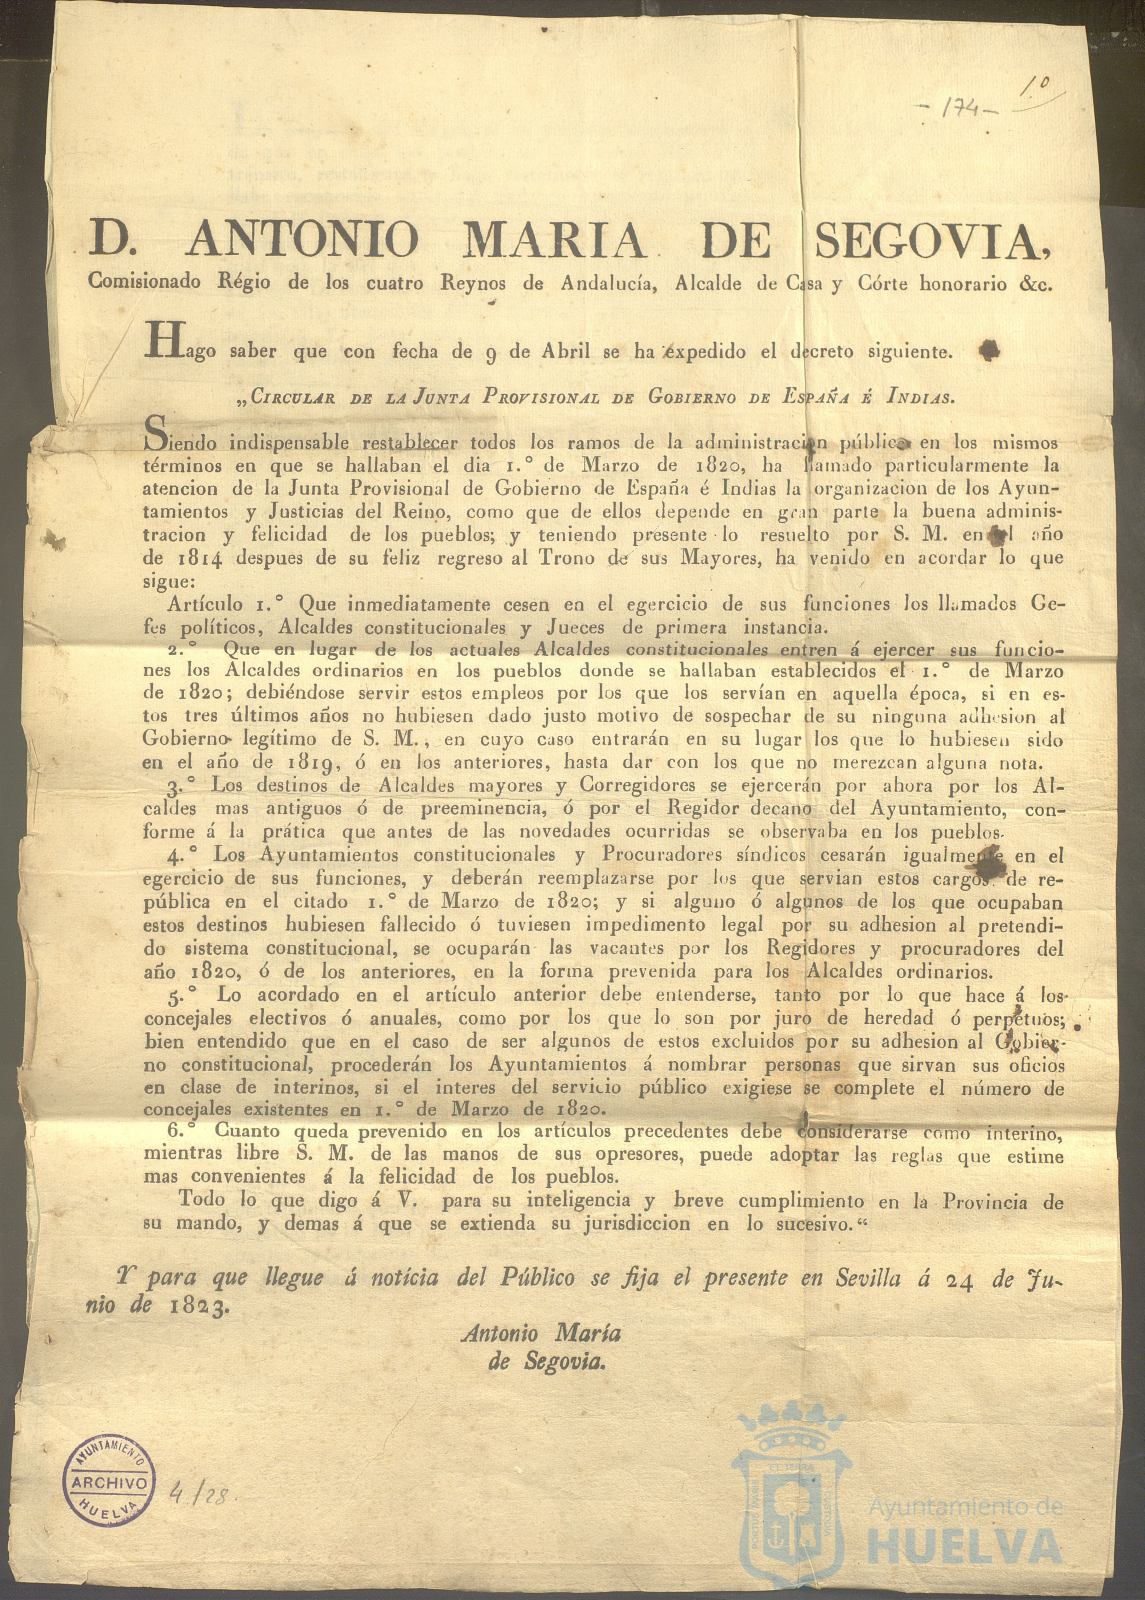 1.º
- 174 -
D. ANTONIO MARIA DE SEGOVIA,
Comisionado Régio de los cuatro Reynos de Andalucía, Alcalde de Casa y Córte honorario &c.
Hago saber que con fecha de 9 de Abril se ha expedido el decreto siguiente.
„CIRCULAR DE LA JUNTA PROVISIONAL DE GOBIERNO DE ESPAÑA É INDIAS.
Siendo indispensable restablecer todos los ramos de la administracion pública en los mismos
términos en que se hallaban el dia 1.º de Marzo de 1820, ha llamado particularmente la
atencion de la Junta Provisional de Gobierno de España é Indias la organizacion de los Ayun-
tamientos y Justicias del Reino, como que de ellos depende en gran parte la buena adminis-
tracion y felicidad de los pueblos; y teniendo presente lo resuelto por S. M. en el año
de 1814 despues de su feliz regreso al Trono de sus Mayores, ha venido en acordar lo que
sigue:
Artículo 1.º Que inmediatamente cesen en el egercicio de sus funciones los llamados Ge-
fes políticos, Alcaldes constitucionales y Jueces de primera instancia.
2.º Que en lugar de los actuales Alcaldes constitucionales entren á ejercer sus funcio-
nes los Alcaldes ordinarios en los pueblos donde se hallaban establecidos el 1.º de Marzo
de 1820; debiéndose servir estos empleos por los que los servían en aquella época, si en es-
tos tres últimos años no hubiesen dado justo motivo de sospechar de su ninguna adhesion al
Gobierno legítimo de S. M., en cuyo caso entrarán en su lugar los que lo hubiesen sido
en el año de 1819, ó en los anteriores, hasta dar con los que no merezcan alguna nota.
3.º Los destinos de Alcaldes mayores y Corregidores se ejercerán por ahora por los Al-
caldes mas antiguos ó de preeminencia, ó por el Regidor decano del Ayuntamiento, con-
forme á la prática que antes de las novedades ocurridas se observaba en los pueblos.
4.º Los Ayuntamientos constitucionales y Procuradores síndicos cesarán igualmente en el
egercicio de sus funciones, y deberán reemplazarse por los que servian estos cargos de re-
pública en el citado 1.º de Marzo de 1820; y si alguno ó algunos de los que ocupaban
estos destinos hubiesen fallecido ó tuviesen impedimento legal por su adhesion al pretendi-
do sistema constitucional, se ocuparán las vacantes por los Regidores y procuradores del
año 1820, ó de los anteriores, en la forma prevenida para los Alcaldes ordinarios.
5.º Lo acordado en el artículo anterior debe entenderse, tanto por lo que hace á los
concejales electivos ó anuales, como por los que lo son por juro de heredad ó perpétuos;
bien entendido que en el caso de ser algunos de estos excluidos por su adhesion al Gobier-
no constitucional, procederán los Ayuntamientos á nombrar personas que sirvan sus oficios
en clase de interinos, si el interes del servicio público exigiese se complete el número de
concejales existentes en 1.º de Marzo de 1820.
6.º Cuanto queda prevenido en los artículos precedentes debe considerarse como interino,
mientras libre S. M. de las manos de sus opresores, puede adoptar las reglas que estime
mas convenientes á la felicidad de los pueblos.
Todo lo que digo á V. para su inteligencia y breve cumplimiento en la Provincia de
su mando, y demas á que se extienda su jurisdiccion en lo sucesivo.“
Y para que llegue á noticia del Público se fija el presente en Sevilla á 24 de Ju-
nio de 1823.
Antonio María
de Segovia.
AYUNTAMIENTO
ARCHIVO
HUELVA
4/28.
Ayuntamiento de
HUELVA